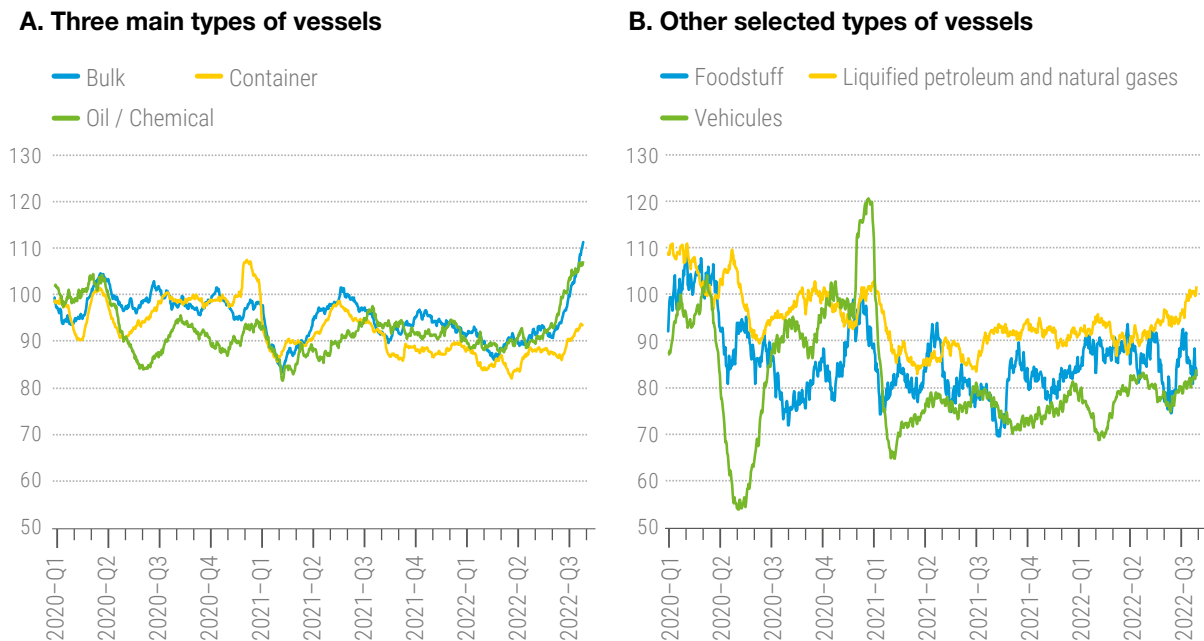 A. Three main types of vessels
Bulk
Container
Oil / Chemical
130
120
110
100
90
80
70
60
50
2020–Q1
2020–Q2
2020–Q3
2020–Q4
2021–Q1
2021–Q2
2021–Q3
2021–Q4
2022–Q1
2022–Q2
2022–Q3
B. Other selected types of vessels
Foodstuff
Liquified petroleum and natural gases
Vehicules
130
120
110
100
90
80
70
60
50
2020–Q1
2020–Q2
2020–Q3
2020–Q4
2021–Q1
2021–Q2
2021–Q3
2021–Q4
2022–Q1
2022–Q2
2022–Q3